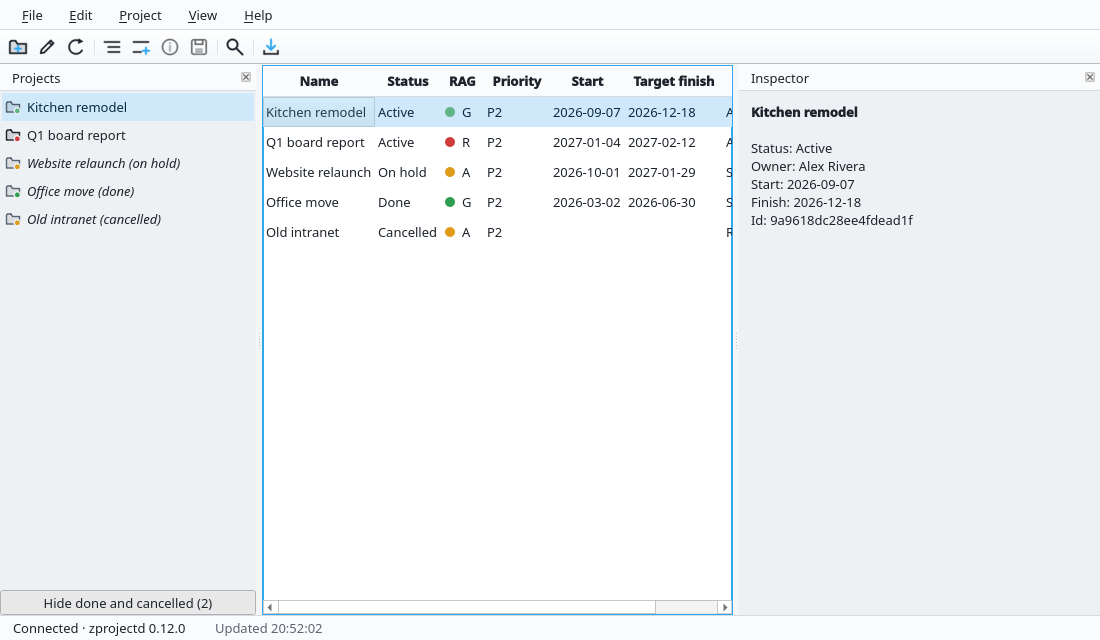 File Edit Project View Help
Projects
Kitchen remodel
Q1 board report
Website relaunch (on hold)
Office move (done)
Old intranet (cancelled)
Hide done and cancelled (2)
Name Status RAG Priority Start Target finish
Kitchen remodel Active G P2 2026-09-07 2026-12-18 A
Q1 board report Active R P2 2027-01-04 2027-02-12 A
Website relaunch On hold A P2 2026-10-01 2027-01-29 S
Office move Done G P2 2026-03-02 2026-06-30 S
Old intranet Cancelled A P2 R
Inspector
Kitchen remodel
Status: Active
Owner: Alex Rivera
Start: 2026-09-07
Finish: 2026-12-18
Id: 9a9618dc28ee4fdead1f
Connected · zprojectd 0.12.0 Updated 20:52:02